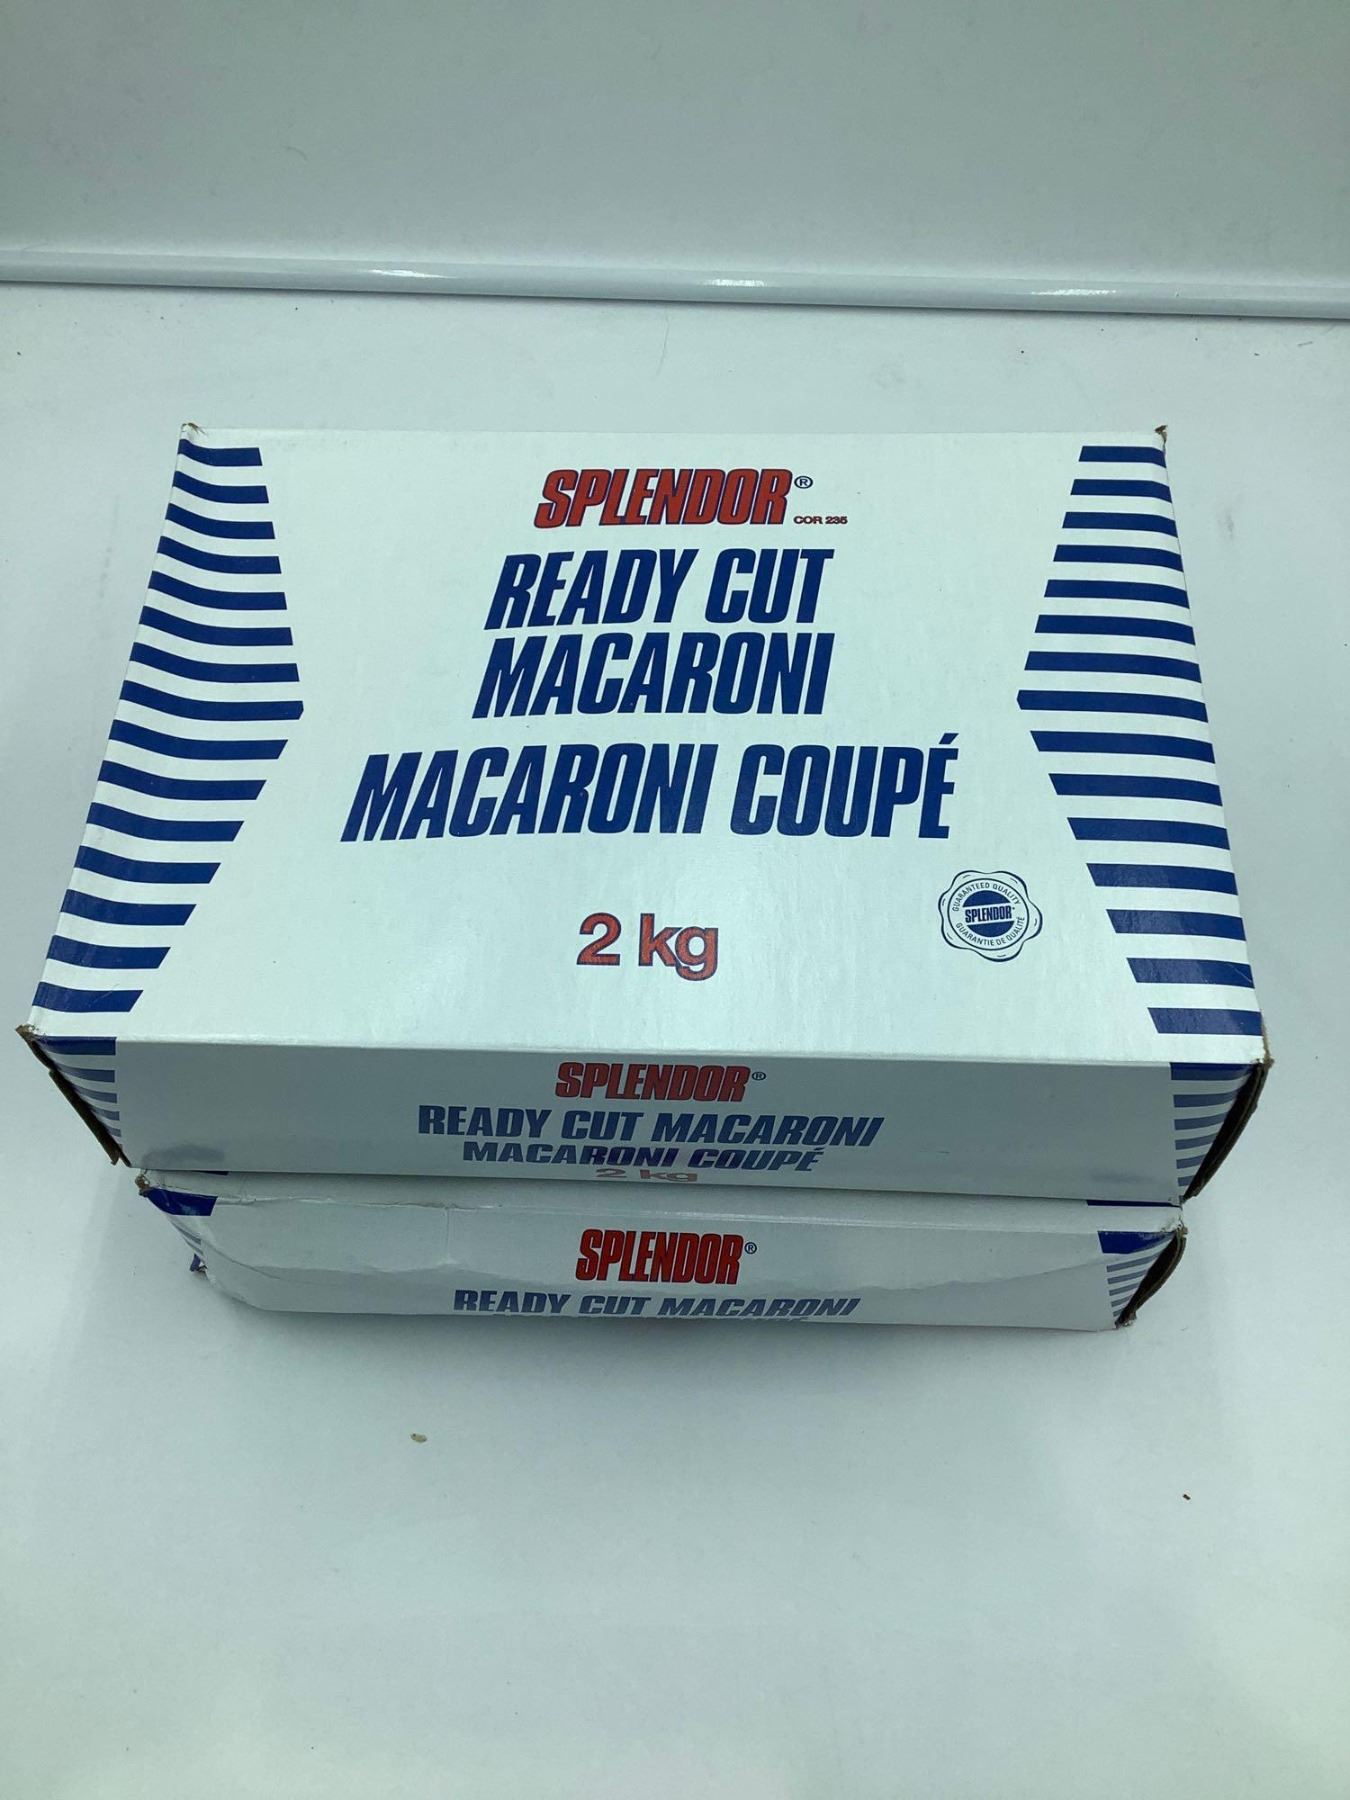 SPLENDOR®
COR 235
READY CUT
MACARONI
MACARONI COUPÉ
2 kg
GUARANTEED QUALITY
SPLENDOR
GUARANTIE DE QUALITÉ
SPLENDOR®
READY CUT MACARONI
MACARONI COUPÉ
2 kg
SPLENDOR®
READY CUT MACARONI